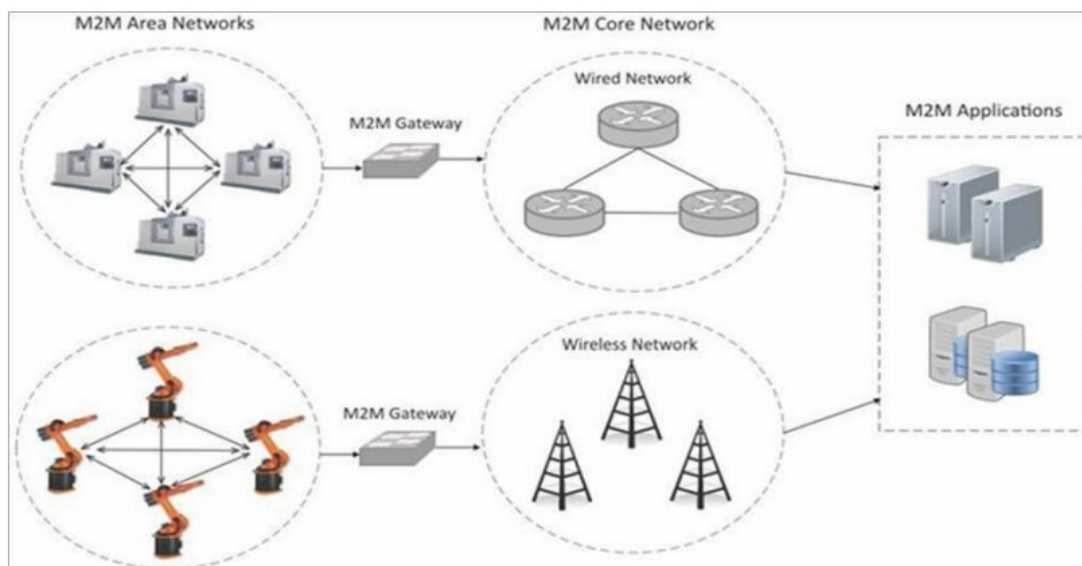 M2M Area Networks
M2M Core Network
Wired Network
M2M Gateway
M2M Applications
Wireless Network
M2M Gateway